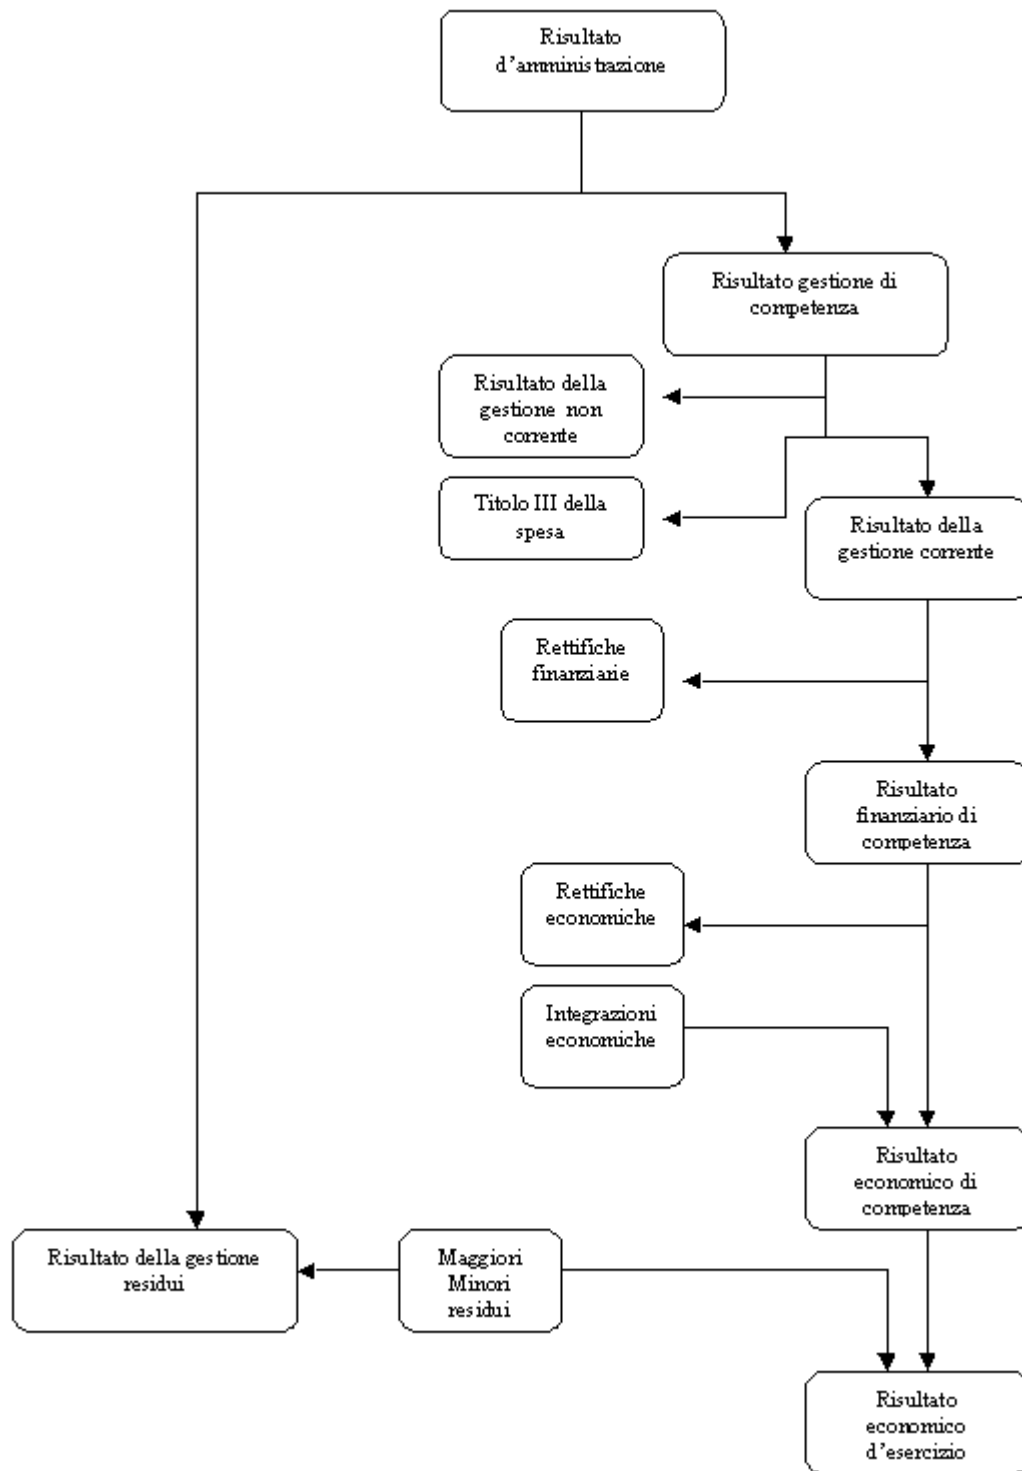 Risultato
d'amministrazione
Risultato gestione di
competenza
Risultato della
gestione non
corrente
Titolo III della
spesa
Risultato della
gestione corrente
Rettifiche
finanziarie
Risultato
finanziario di
competenza
Rettifiche
economiche
Integrazioni
economiche
Risultato
economico di
competenza
Risultato della gestione
residui
Maggiori
Minori
residui
Risultato
economico
d'esercizio